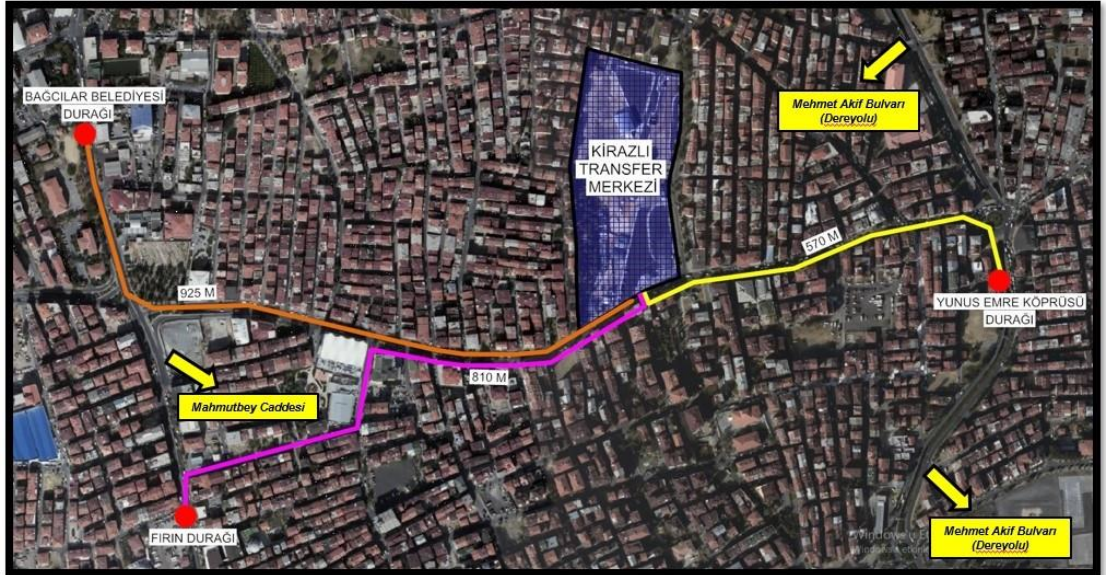 BAĞCILAR BELEDİYESİ
DURAĞI
Mehmet Akif Bulvarı
(Dereyolu)
KİRAZLI
TRANSFER
MERKEZİ
570 M
925 M
YUNUS EMRE KÖPRÜSÜ
DURAĞI
810 M
Mahmutbey Caddesi
FIRIN DURAĞI
Mehmet Akif Bulvarı
(Dereyolu)